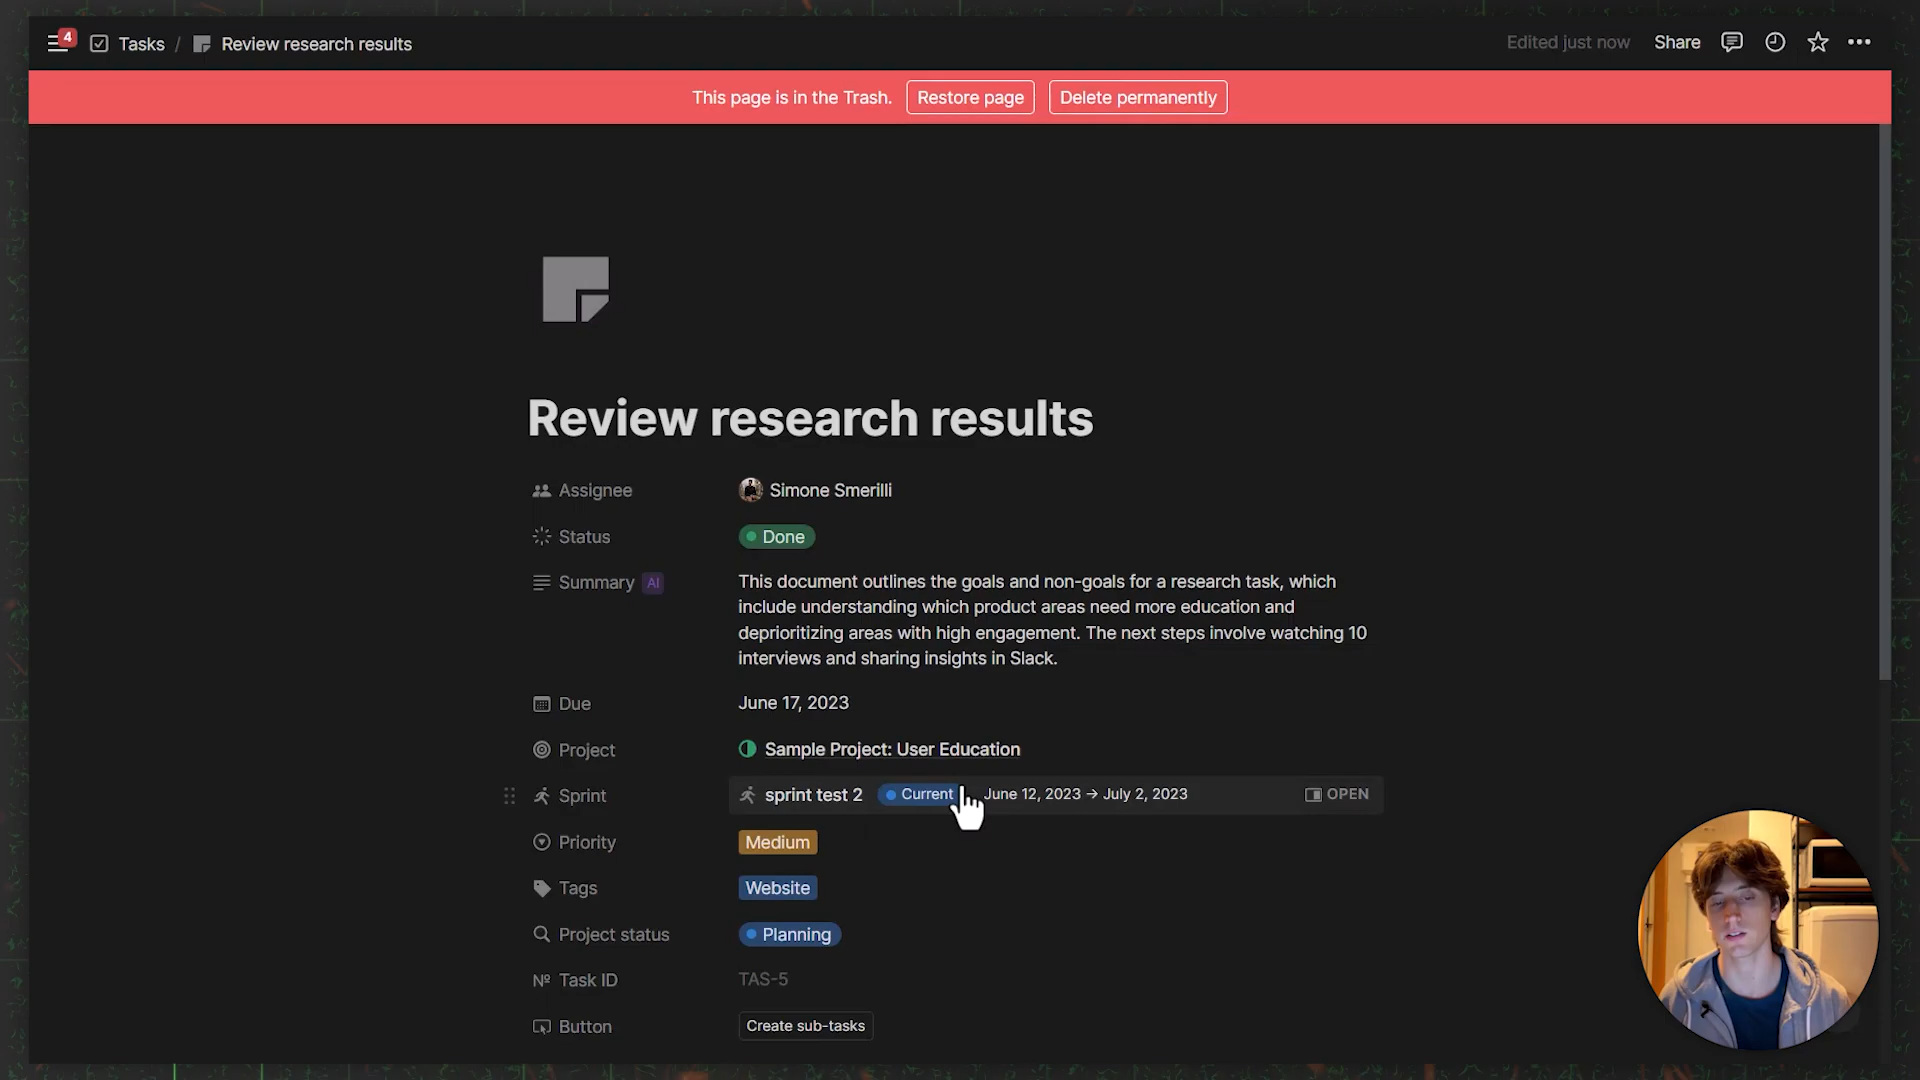 4
Tasks / Review research results
Edited just now
Share
This page is in the Trash.
Restore page
Delete permanently
Review research results
Assignee
Simone Smerilli
Status
Done
Summary AI
This document outlines the goals and non-goals for a research task, which
include understanding which product areas need more education and
deprioritizing areas with high engagement. The next steps involve watching 10
interviews and sharing insights in Slack.
Due
June 17, 2023
Project
Sample Project: User Education
Sprint
sprint test 2 Current June 12, 2023 → July 2, 2023 OPEN
Priority
Medium
Tags
Website
Project status
Planning
Nº Task ID
TAS-5
Button
Create sub-tasks